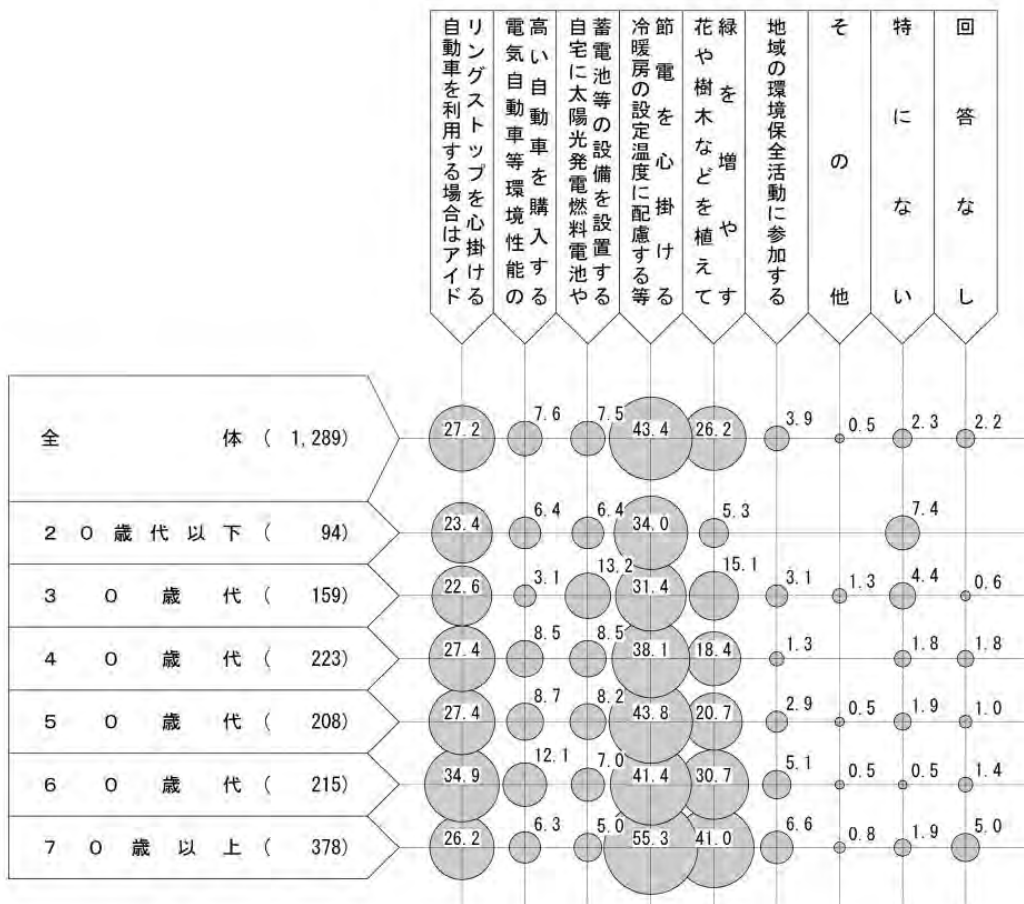 自動車を利用する場合はアイド
リングストップを心掛ける
電気自動車等環境性能の
高い自動車を購入する
自宅に太陽光発電燃料電池や
蓄電池等の設備を設置する
冷暖房の設定温度に配慮する等
節電を心掛ける
花や樹木などを植えて
緑を増やす
地域の環境保全活動に参加する
その他
特にない
回答なし
全体 ( 1,289) 27.2 7.6 7.5 43.4 26.2 3.9 0.5 2.3 2.2
20歳代以下 ( 94) 23.4 6.4 6.4 34.0 5.3 7.4
30歳代 ( 159) 22.6 3.1 13.2 31.4 15.1 3.1 1.3 4.4 0.6
40歳代 ( 223) 27.4 8.5 8.5 38.1 18.4 1.3 1.8 1.8
50歳代 ( 208) 27.4 8.7 8.2 43.8 20.7 2.9 0.5 1.9 1.0
60歳代 ( 215) 34.9 12.1 7.0 41.4 30.7 5.1 0.5 0.5 1.4
70歳以上 ( 378) 26.2 6.3 5.0 55.3 41.0 6.6 0.8 1.9 5.0